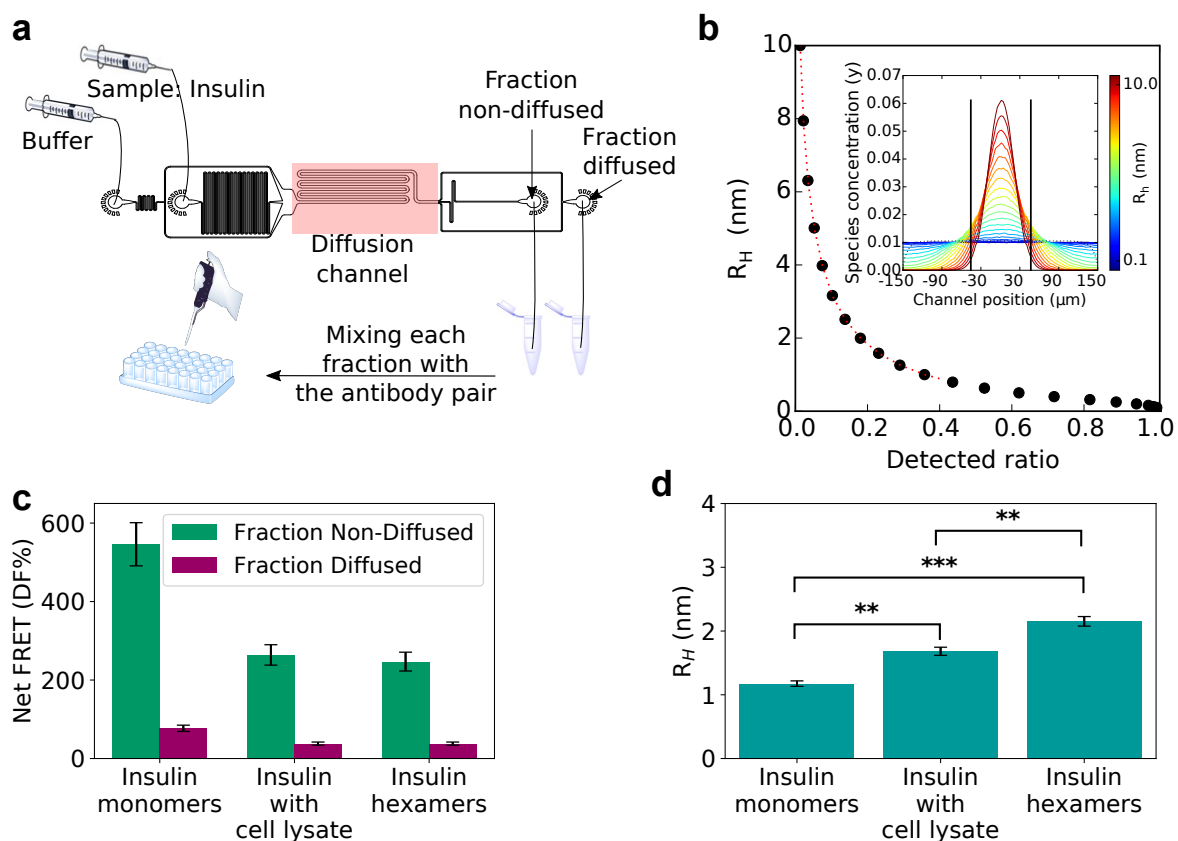 a
Sample: Insulin
Buffer
Fraction
non-diffused
Fraction
diffused
Diffusion
channel
Mixing each
fraction with
the antibody pair
b
10
8
6
4
2
0
R_H (nm)
0.0 0.2 0.4 0.6 0.8 1.0
Detected ratio
0.07
0.06
0.05
0.04
0.03
0.02
0.01
0.00
Species concentration (y)
-150 -90 -30 30 90 150
Channel position (μm)
10.0
0.1
R_h (nm)
c
600
400
200
0
Net FRET (DF%)
Fraction Non-Diffused
Fraction Diffused
Insulin
monomers
Insulin
with
cell lysate
Insulin
hexamers
d
4
3
2
1
0
R_H (nm)
**
***
**
Insulin
monomers
Insulin
with
cell lysate
Insulin
hexamers